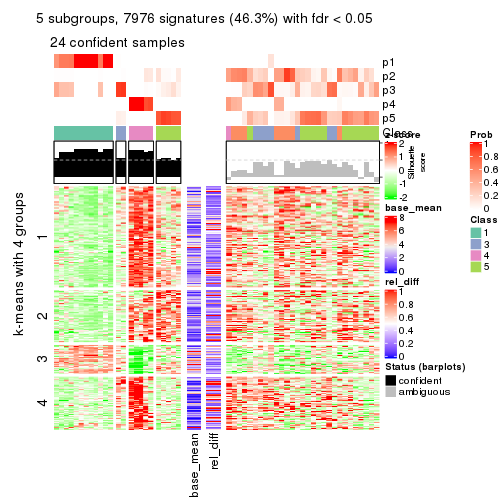 5 subgroups, 7976 signatures (46.3%) with fdr < 0.05
24 confident samples
p1
p2
p3
p4
p5
Class
z-score
2
1
0
-1
-2
Silhouette
score
base_mean
8
6
4
2
0
rel_diff
1
0.8
0.6
0.4
0.2
0
Status (barplots)
confident
ambiguous
Prob
1
0.8
0.6
0.4
0.2
0
Class
1
3
4
5
k-means with 4 groups
1
2
3
4
base_mean
rel_diff